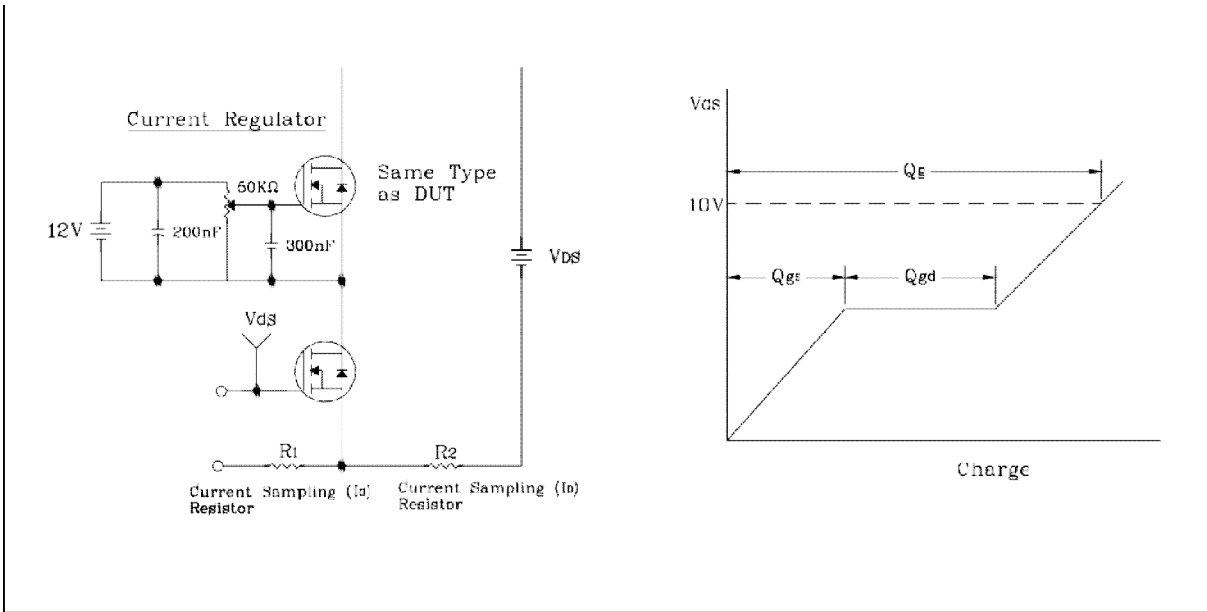 Current Regulator
Same Type
as DUT
50KΩ
12V
200nF
300nF
VDS
VGS
R1
R2
Current Sampling (IG)
Resistor
Current Sampling (ID)
Resistor
VGS
Qg
10V
Qgs
Qgd
Charge